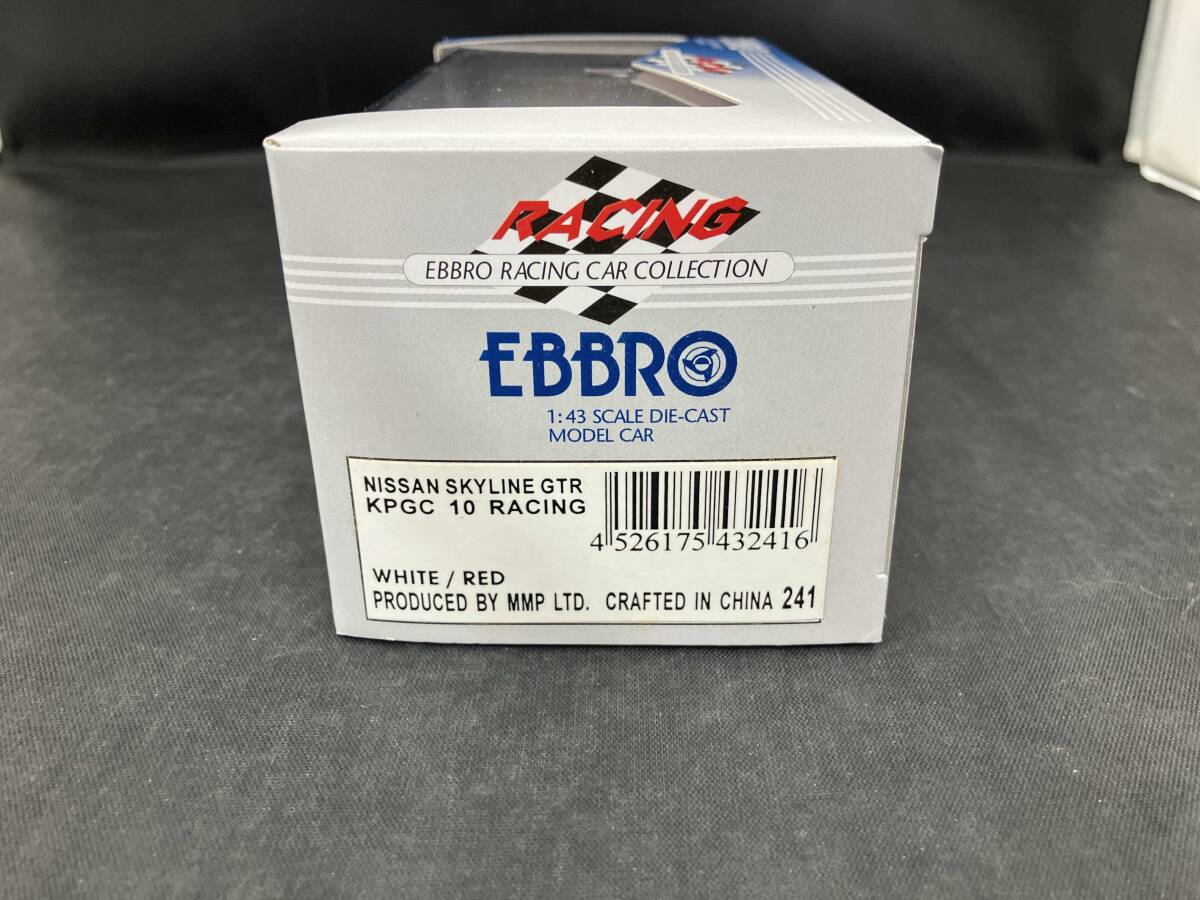 RACING
EBBRO RACING CAR COLLECTION
EBBRO
1:43 SCALE DIE-CAST
MODEL CAR
NISSAN SKYLINE GTR
KPGC 10 RACING
4 526175 432416
WHITE / RED
PRODUCED BY MMP LTD. CRAFTED IN CHINA 241